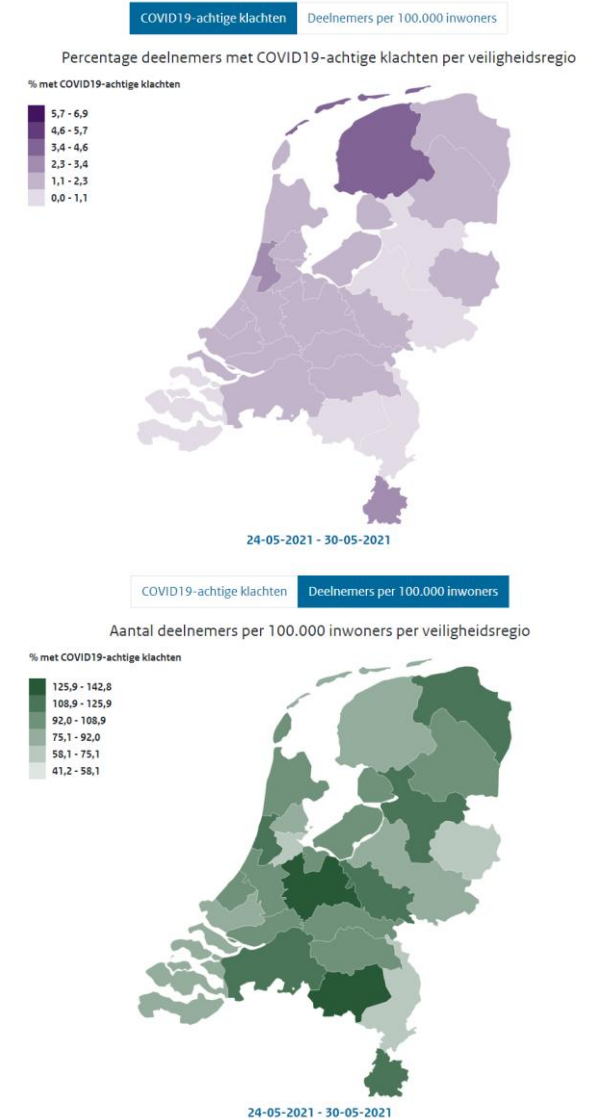 COVID19-achtige klachten Deelnemers per 100.000 inwoners
Percentage deelnemers met COVID19-achtige klachten per veiligheidsregio
% met COVID19-achtige klachten
5,7 - 6,9
4,6 - 5,7
3,4 - 4,6
2,3 - 3,4
1,1 - 2,3
0,0 - 1,1
24-05-2021 - 30-05-2021
COVID19-achtige klachten Deelnemers per 100.000 inwoners
Aantal deelnemers per 100.000 inwoners per veiligheidsregio
% met COVID19-achtige klachten
125,9 - 142,8
108,9 - 125,9
92,0 - 108,9
75,1 - 92,0
58,1 - 75,1
41,2 - 58,1
24-05-2021 - 30-05-2021